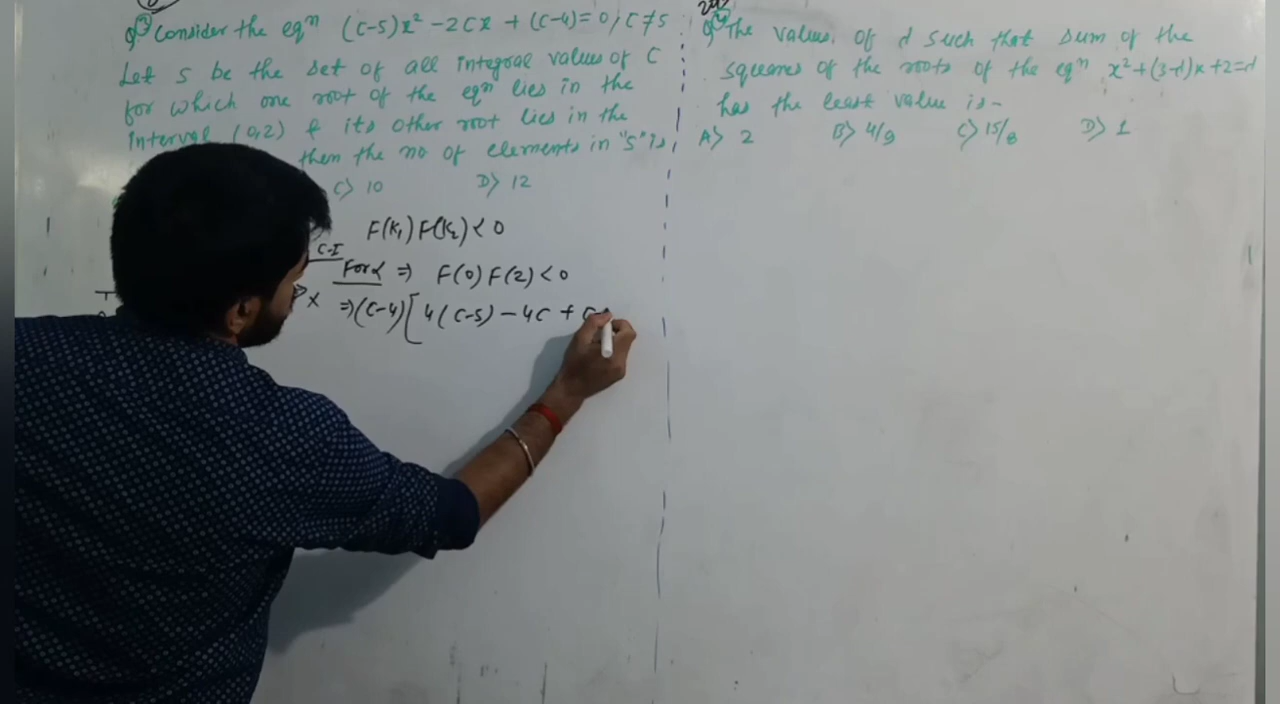 Q③ Consider the eqⁿ (C-5)x² - 2Cx + (C-4) = 0, C ≠ 5
Let S be the set of all integral values of C
for which one root of the eqⁿ lies in the
interval (0,2) & its other root lies in the
then the no of elements in "S" is
C> 10 D> 12
F(K₁) F(K₂) < 0
C-I
For α ⇒ F(0) F(2) < 0
⇒ (C-4) [ 4(C-5) - 4C +
The values of d such that sum of the
squares of the roots of the eqⁿ x² + (3-d)x + 2 = d
has the least value is -
A> 2 B> 4/9 C> 15/8 D> 1